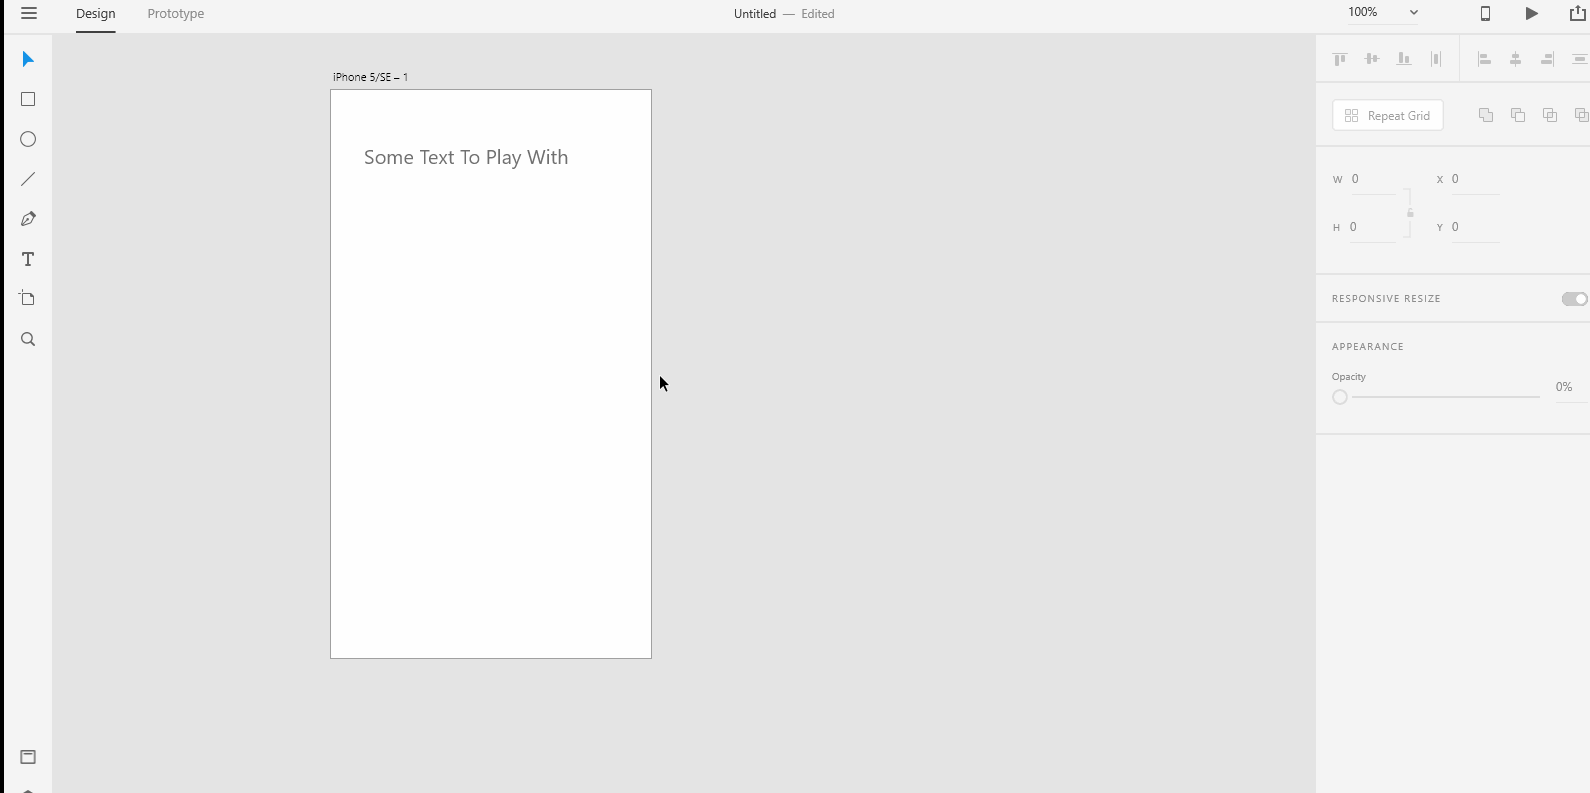 Design Prototype Untitled — Edited 100%
iPhone 5/SE – 1
Some Text To Play With
Repeat Grid
W 0 X 0
H 0 Y 0
RESPONSIVE RESIZE
APPEARANCE
Opacity
0%